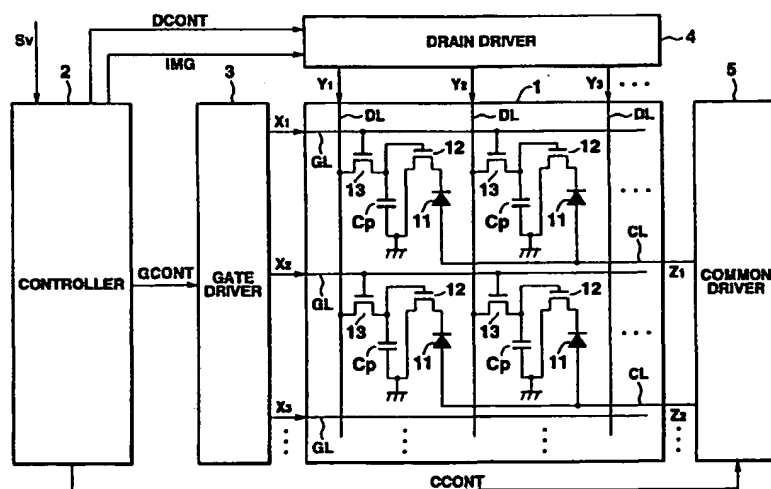 DCONT
Sv
IMG
DRAIN DRIVER
4
2
3
Y1
Y2
Y3
1
5
X1
DL
DL
DL
GL
12
12
13
13
Cp
11
Cp
11
CL
CONTROLLER
GCONT
GATE DRIVER
X2
Z1
COMMON DRIVER
GL
12
12
13
13
Cp
11
Cp
11
CL
X3
Z2
GL
CCONT